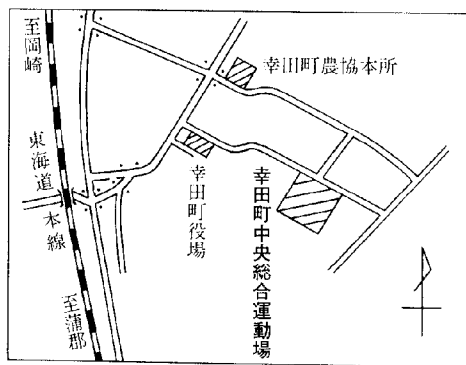 至岡崎
東海道本線
至蒲郡
幸田町農協本所
幸田町役場
幸田町中央総合運動場